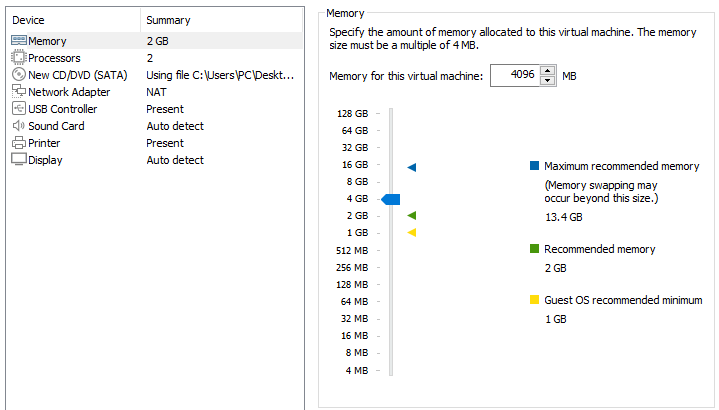 Device Summary
Memory 2 GB
Processors 2
New CD/DVD (SATA) Using file C:\Users\PC\Deskt...
Network Adapter NAT
USB Controller Present
Sound Card Auto detect
Printer Present
Display Auto detect
Memory
Specify the amount of memory allocated to this virtual machine. The memory
size must be a multiple of 4 MB.
Memory for this virtual machine: 4096 MB
128 GB
64 GB
32 GB
16 GB
8 GB
4 GB
2 GB
1 GB
512 MB
256 MB
128 MB
64 MB
32 MB
16 MB
8 MB
4 MB
Maximum recommended memory
(Memory swapping may
occur beyond this size.)
13.4 GB
Recommended memory
2 GB
Guest OS recommended minimum
1 GB